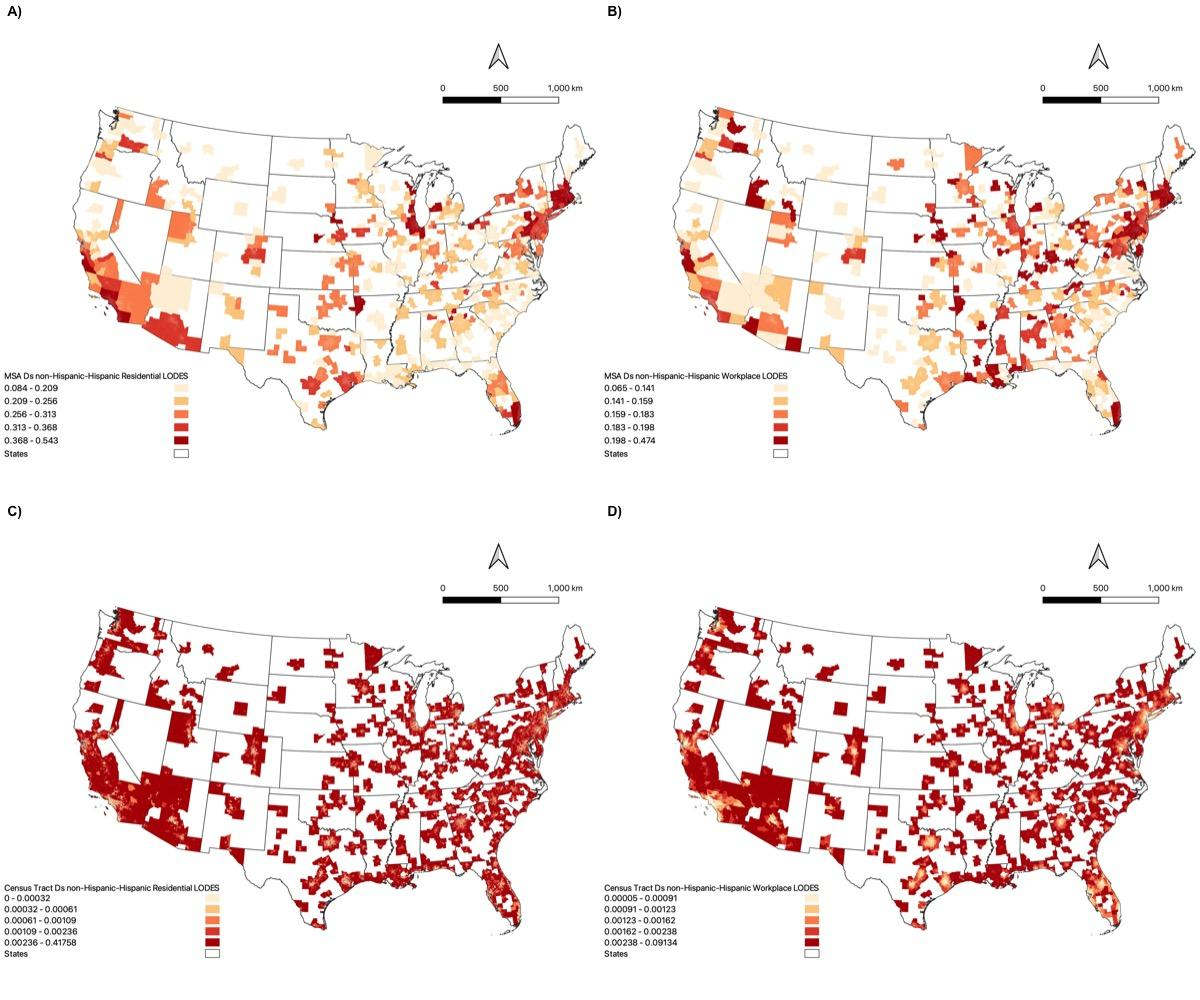 A)
0 500 1,000 km
MSA Ds non-Hispanic-Hispanic Residential LODES
0.084 - 0.209
0.209 - 0.256
0.256 - 0.313
0.313 - 0.368
0.368 - 0.543
States
B)
0 500 1,000 km
MSA Ds non-Hispanic-Hispanic Workplace LODES
0.065 - 0.141
0.141 - 0.159
0.159 - 0.183
0.183 - 0.198
0.198 - 0.474
States
C)
0 500 1,000 km
Census Tract Ds non-Hispanic-Hispanic Residential LODES
0 - 0.00032
0.00032 - 0.00061
0.00061 - 0.00109
0.00109 - 0.00236
0.00236 - 0.41758
States
D)
0 500 1,000 km
Census Tract Ds non-Hispanic-Hispanic Workplace LODES
0.00005 - 0.00091
0.00091 - 0.00123
0.00123 - 0.00162
0.00162 - 0.00238
0.00238 - 0.09134
States